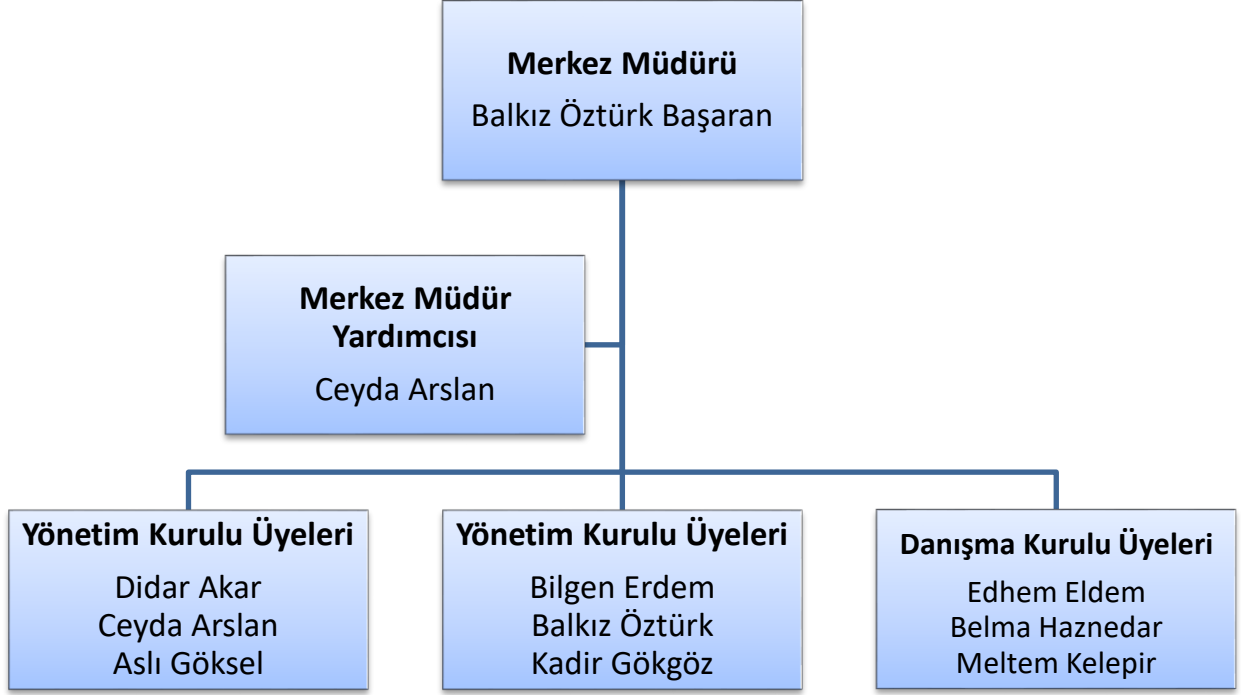 Merkez Müdürü
Balkız Öztürk Başaran
Merkez Müdür
Yardımcısı
Ceyda Arslan
Yönetim Kurulu Üyeleri
Didar Akar
Ceyda Arslan
Aslı Göksel
Yönetim Kurulu Üyeleri
Bilgen Erdem
Balkız Öztürk
Kadir Gökgöz
Danışma Kurulu Üyeleri
Edhem Eldem
Belma Haznedar
Meltem Kelepir